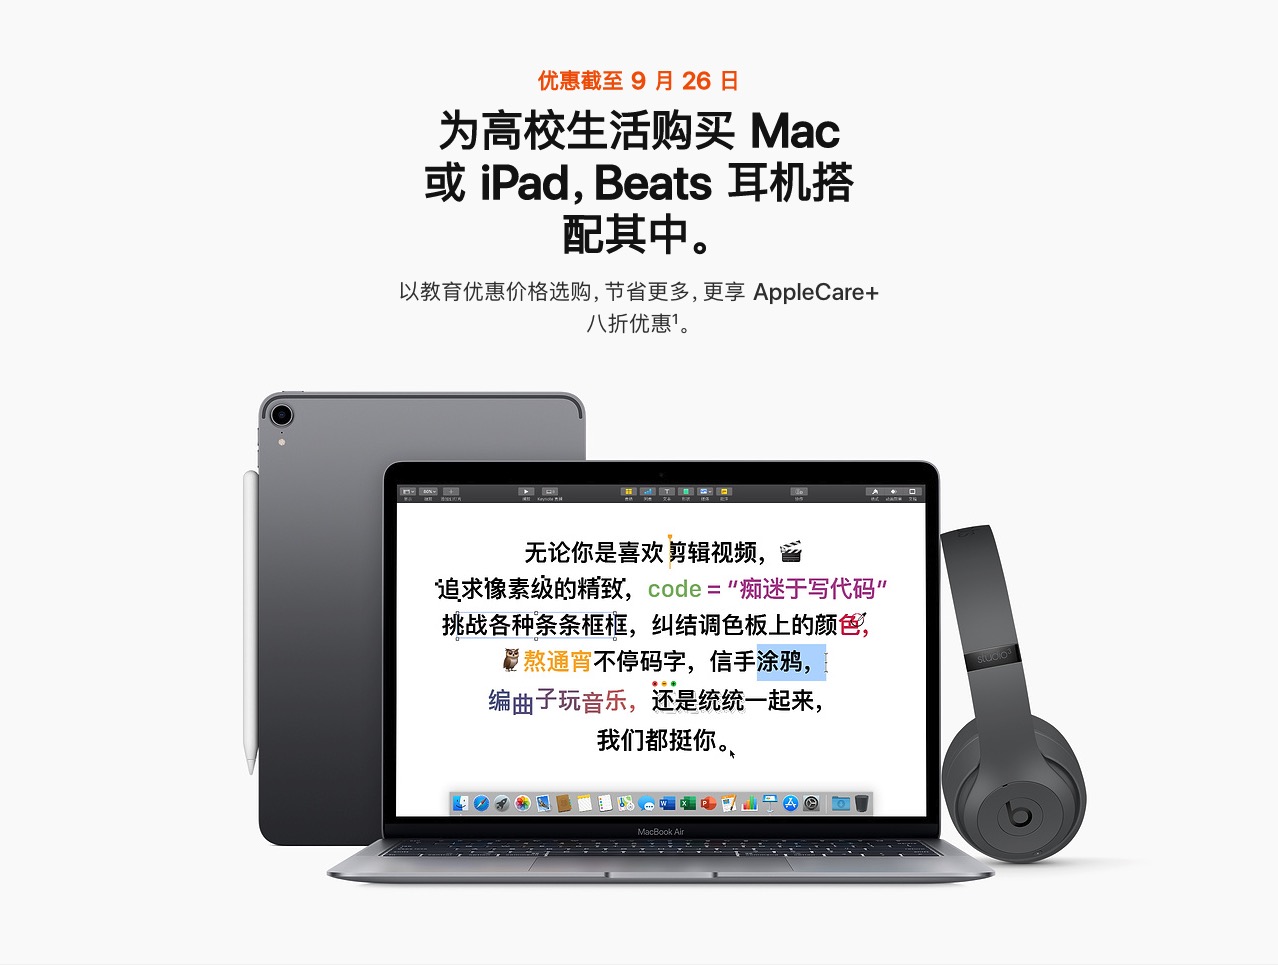 优惠截至 9 月 26 日
为高校生活购买 Mac
或 iPad，Beats 耳机搭
配其中。
以教育优惠价格选购，节省更多，更享 AppleCare+
八折优惠¹。
无论你是喜欢剪辑视频，
追求像素级的精致，code = “痴迷于写代码”
挑战各种条条框框，纠结调色板上的颜色，
熬通宵不停码字，信手涂鸦，
编曲子玩音乐，还是统统一起来，
我们都挺你。
MacBook Air
studio³